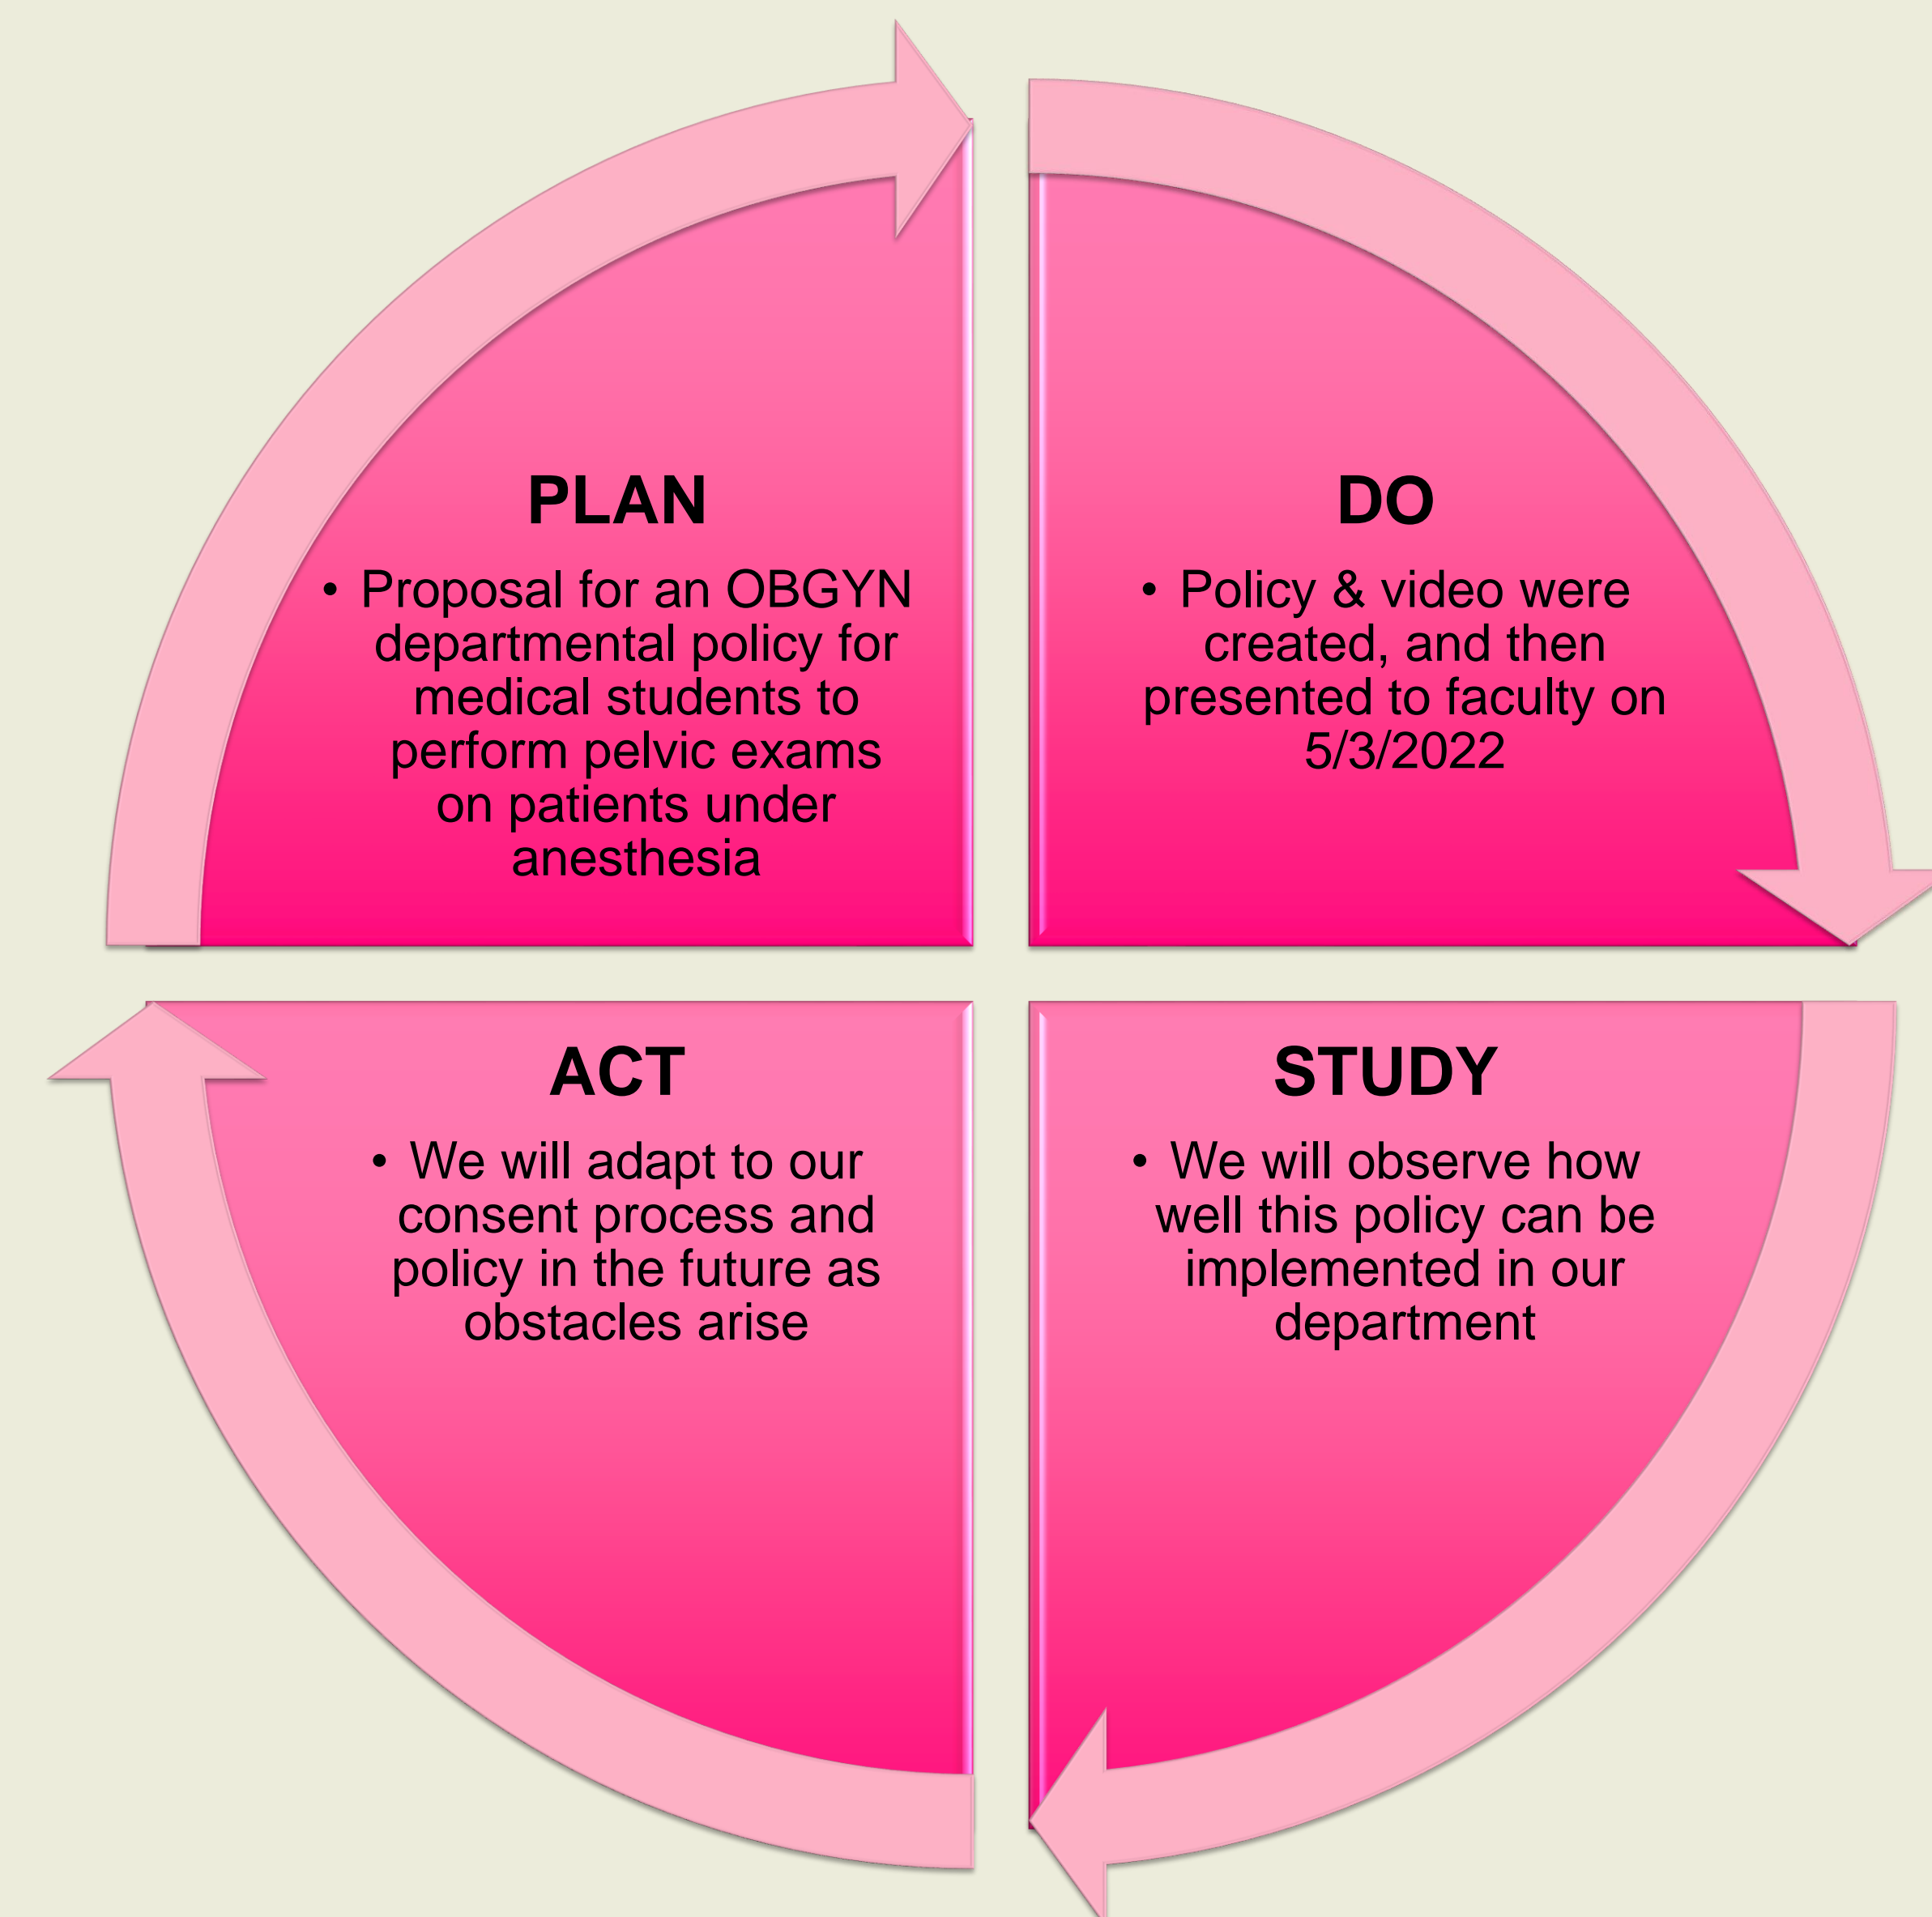 PLAN
• Proposal for an OBGYN
departmental policy for
medical students to
perform pelvic exams
on patients under
anesthesia
DO
• Policy & video were
created, and then
presented to faculty on
5/3/2022
ACT
• We will adapt to our
consent process and
policy in the future as
obstacles arise
STUDY
• We will observe how
well this policy can be
implemented in our
department